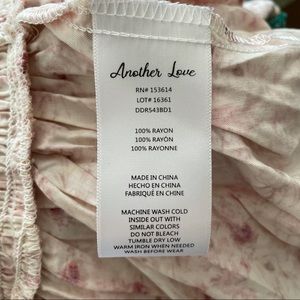 Another Love
RN# 153614
LOT# 16361
DDR543BD1
100% RAYON
100% RAYÓN
100% RAYONNE
MADE IN CHINA
HECHO EN CHINA
FABRIQUÉ EN CHINE
MACHINE WASH COLD
INSIDE OUT WITH
SIMILAR COLORS
DO NOT BLEACH
TUMBLE DRY LOW
WARM IRON WHEN NEEDED
WASH BEFORE WEAR